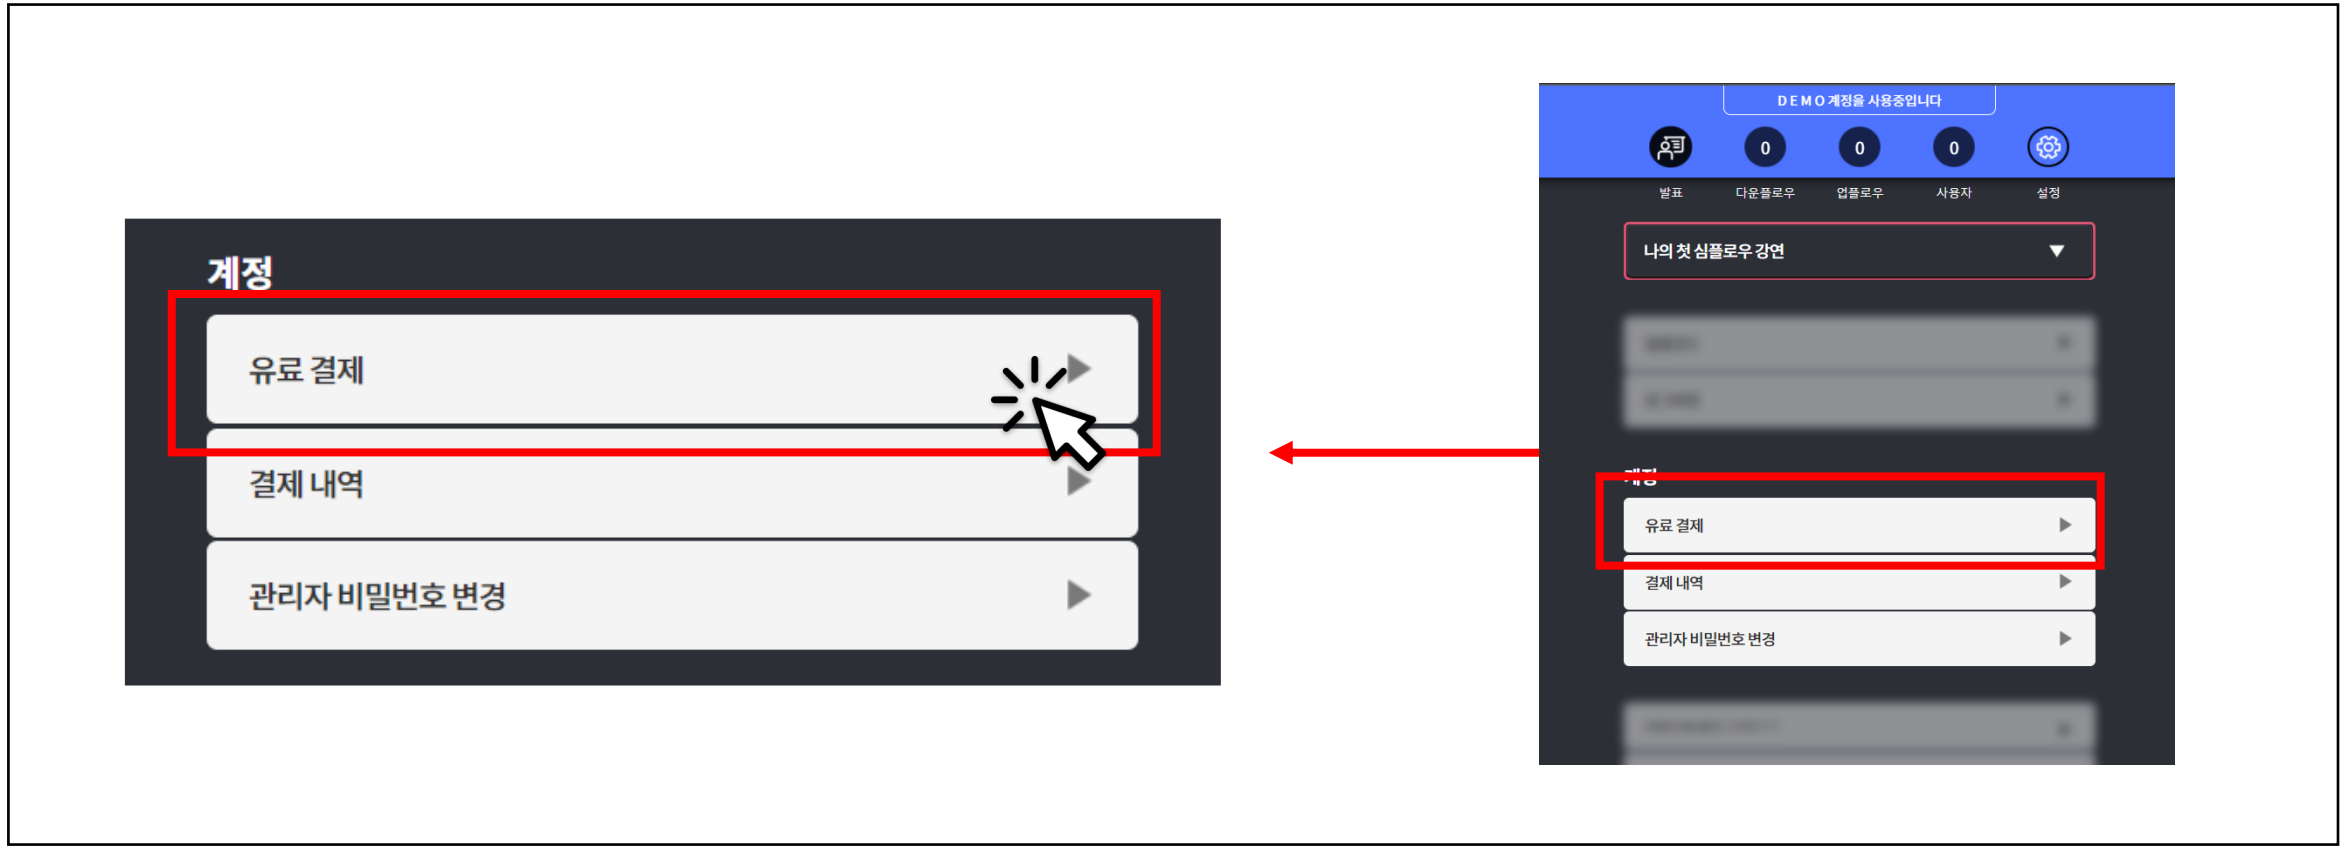 계정
유료 결제
결제 내역
관리자 비밀번호 변경
DEMO 계정을 사용중입니다
0
0
0
발표
다운플로우
업플로우
사용자
설정
나의 첫 심플로우 강연
계정
유료 결제
결제 내역
관리자 비밀번호 변경